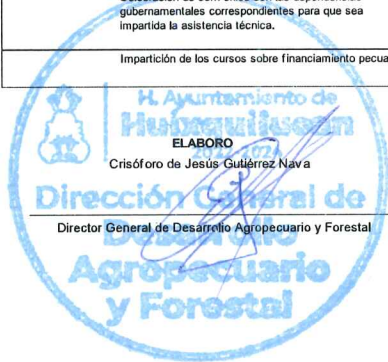 gubernamentales correspondientes para que sea
impartida la asistencia técnica.
Impartición de los cursos sobre financiamiento pecua
H. Ayuntamiento de
Huixquilucan
ELABORO
Crisóforo de Jesús Gutiérrez Nava
Dirección General de
Director General de Desarrollo Agropecuario y Forestal
Desarrollo
Agropecuario
y Forestal